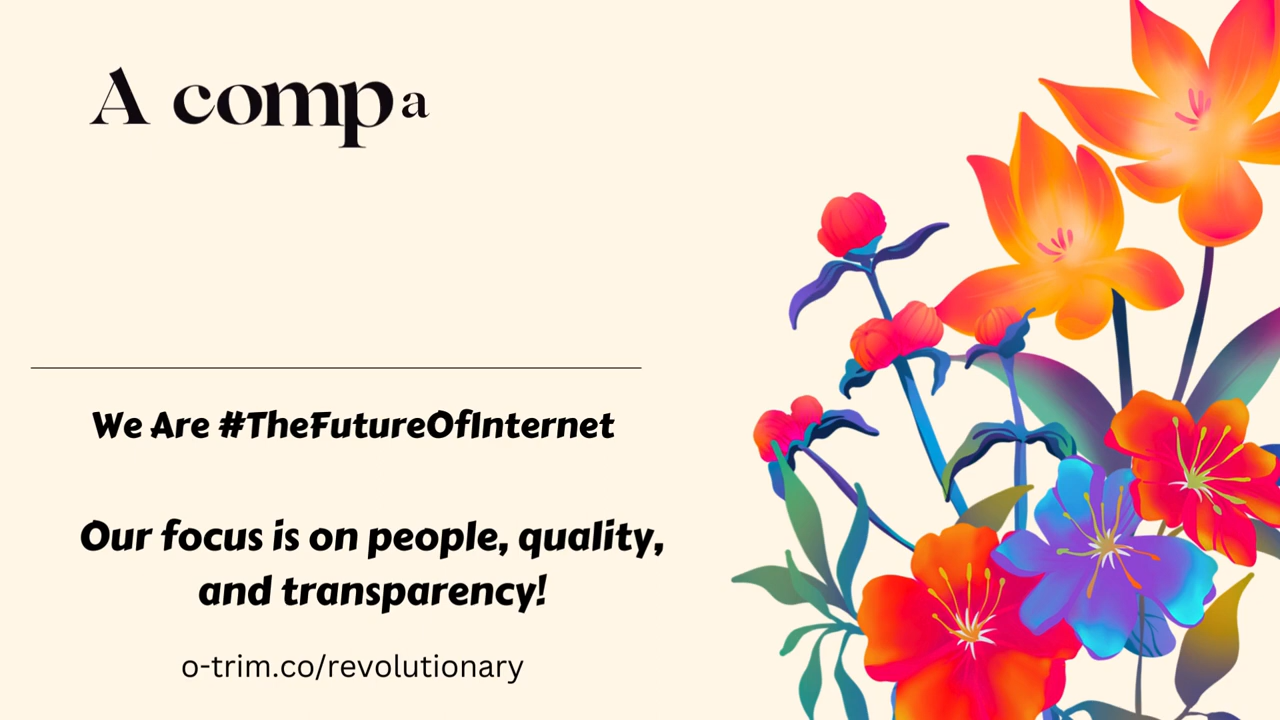 A compa
We Are #TheFutureOfInternet
Our focus is on people, quality,
and transparency!
o-trim.co/revolutionary